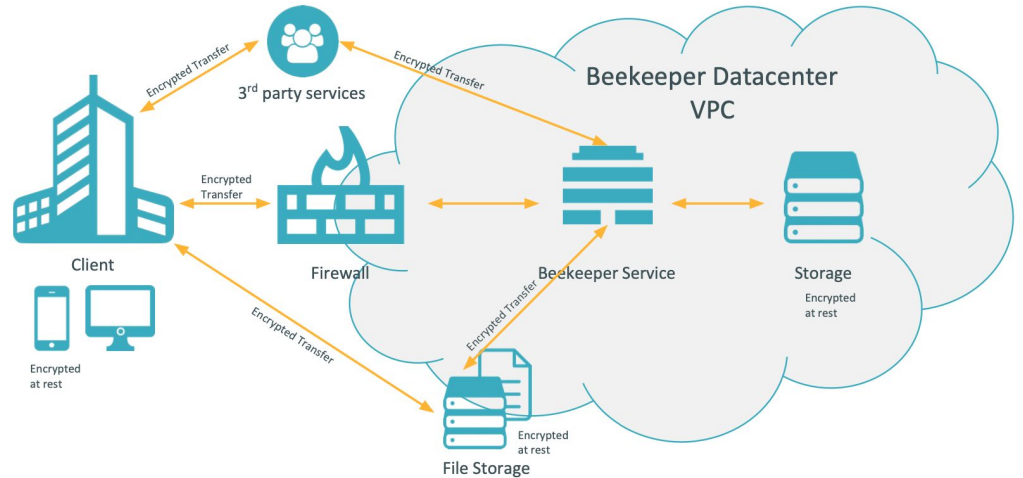 Encrypted Transfer
3rd party services
Encrypted Transfer
Beekeeper Datacenter
VPC
Encrypted
Transfer
Client
Firewall
Beekeeper Service
Storage
Encrypted
at rest
Encrypted
at rest
Encrypted Transfer
Encrypted Transfer
Encrypted
at rest
File Storage